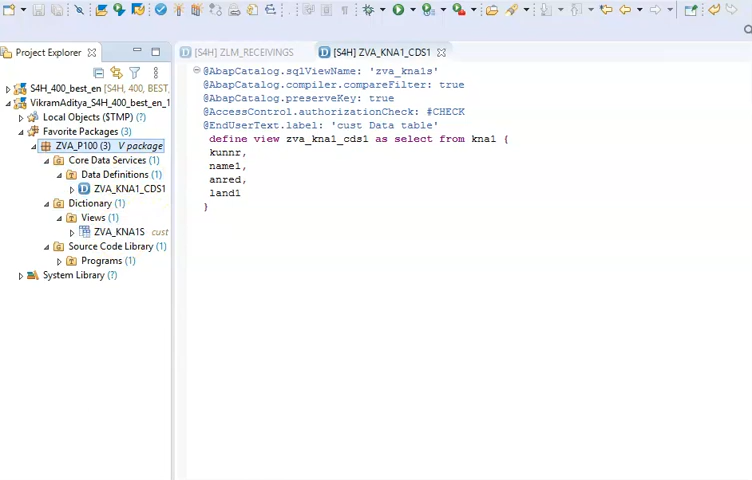 Project Explorer
S4H_400_best_en [S4H, 400, BEST,
VikramAditya_S4H_400_best_en_1
Local Objects ($TMP) (?)
Favorite Packages (3)
ZVA_P100 (3) V package
Core Data Services (1)
Data Definitions (1)
ZVA_KNA1_CDS1
Dictionary (1)
Views (1)
ZVA_KNA1S cust
Source Code Library (1)
Programs (1)
System Library (?)
[S4H] ZLM_RECEIVINGS
[S4H] ZVA_KNA1_CDS1
@AbapCatalog.sqlViewName: 'zva_kna1s'
@AbapCatalog.compiler.compareFilter: true
@AbapCatalog.preserveKey: true
@AccessControl.authorizationCheck: #CHECK
@EndUserText.label: 'cust Data table'
define view zva_kna1_cds1 as select from kna1 {
kunnr,
name1,
anred,
land1
}